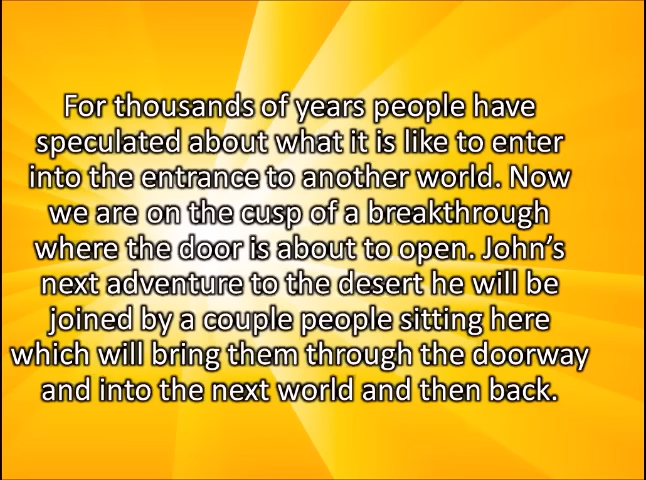 For thousands of years people have
speculated about what it is like to enter
into the entrance to another world. Now
we are on the cusp of a breakthrough
where the door is about to open. John’s
next adventure to the desert he will be
joined by a couple people sitting here
which will bring them through the doorway
and into the next world and then back.